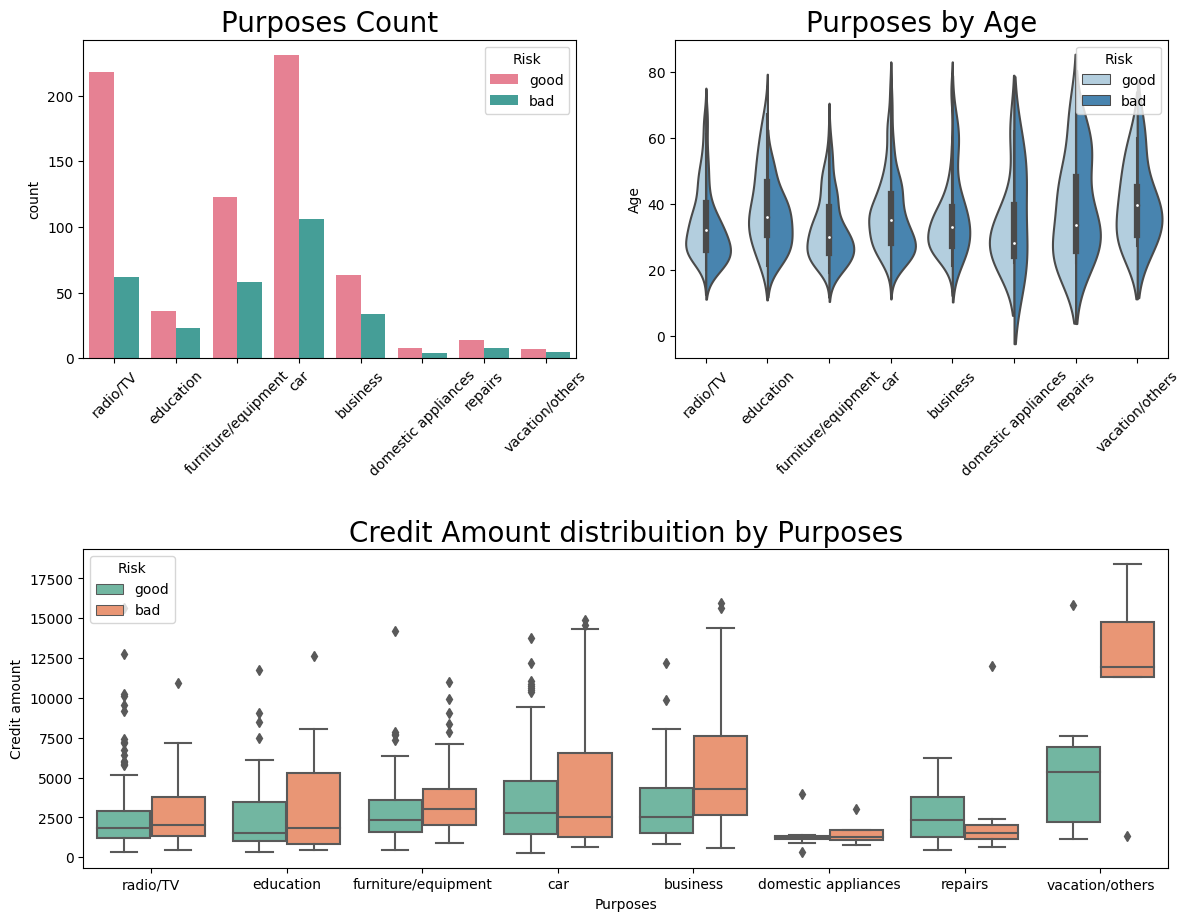 Purposes Count
Risk
good
bad
count
200
150
100
50
0
radio/TV
education
furniture/equipment
car
business
domestic appliances
repairs
vacation/others
Purposes by Age
Risk
good
bad
Age
80
60
40
20
0
radio/TV
education
furniture/equipment
car
business
domestic appliances
repairs
vacation/others
Credit Amount distribuition by Purposes
Risk
good
bad
Credit amount
17500
15000
12500
10000
7500
5000
2500
0
radio/TV
education
furniture/equipment
car
business
domestic appliances
repairs
vacation/others
Purposes